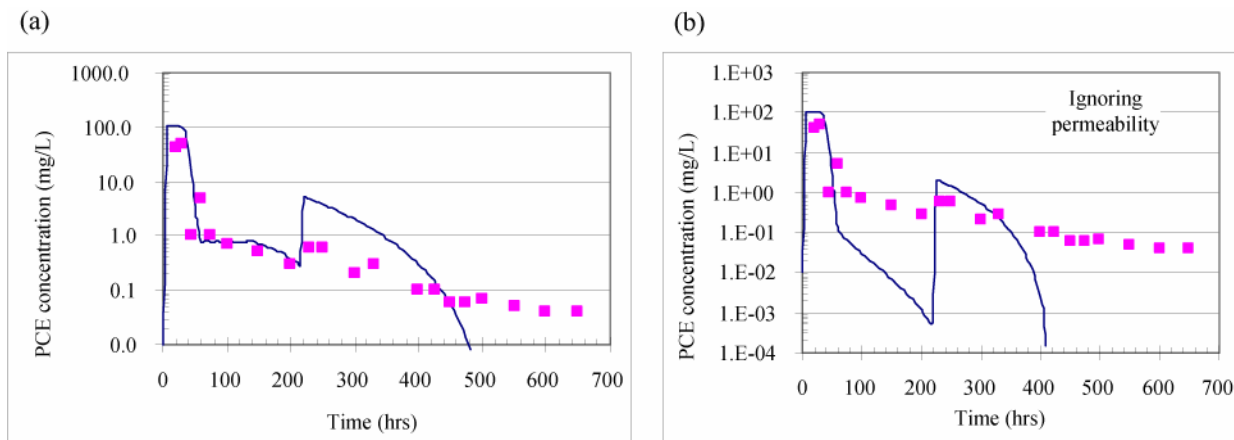 (a)
1000.0
100.0
10.0
1.0
0.1
0.0
PCE concentration (mg/L)
0 100 200 300 400 500 600 700
Time (hrs)
(b)
1.E+03
1.E+02
1.E+01
1.E+00
1.E-01
1.E-02
1.E-03
1.E-04
PCE concentration (mg/L)
Ignoring
permeability
0 100 200 300 400 500 600 700
Time (hrs)